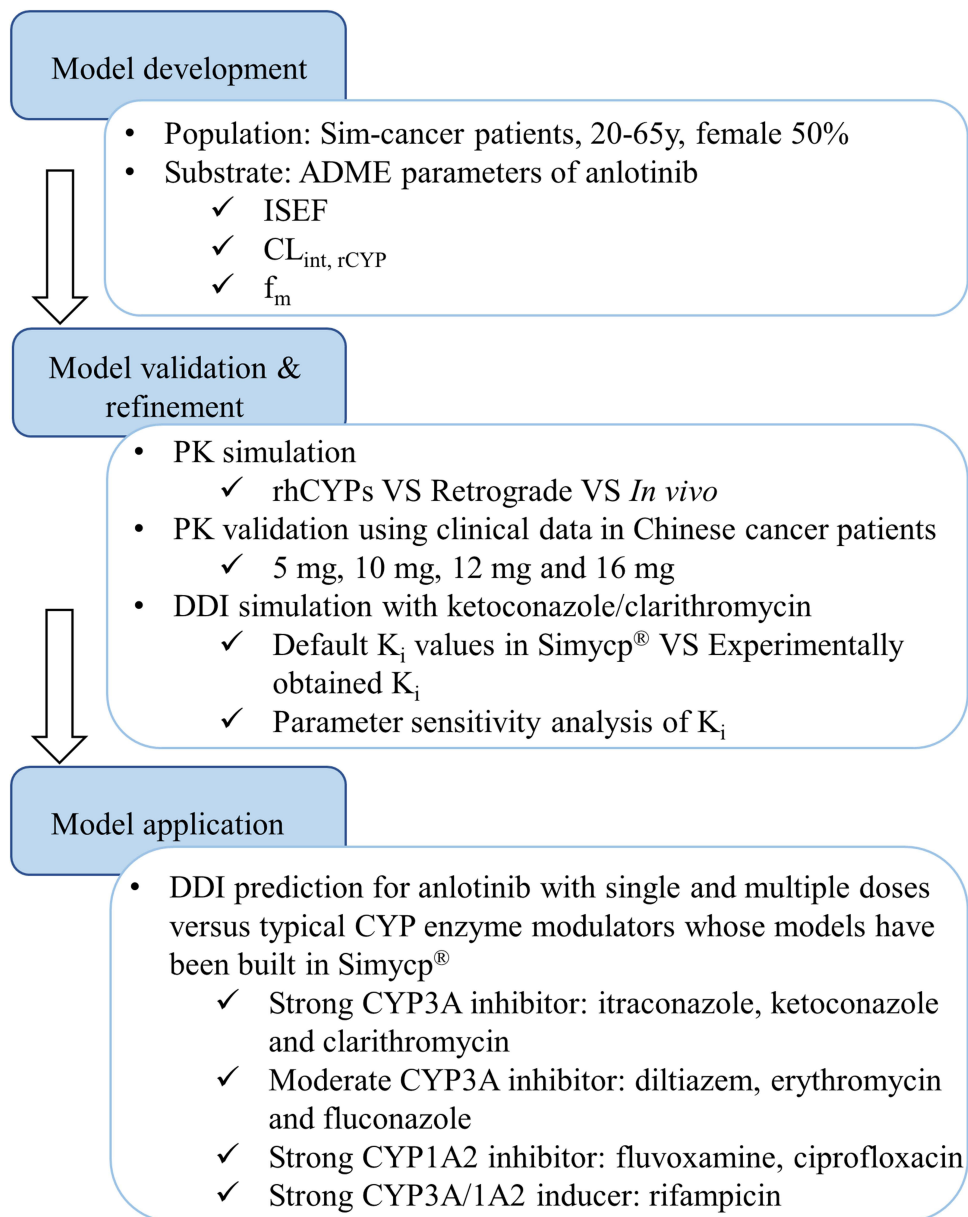 Model development
• Population: Sim-cancer patients, 20-65y, female 50%
• Substrate: ADME parameters of anlotinib
✓ ISEF
✓ CLint, rCYP
✓ fm
Model validation &
refinement
• PK simulation
✓ rhCYPs VS Retrograde VS In vivo
• PK validation using clinical data in Chinese cancer patients
✓ 5 mg, 10 mg, 12 mg and 16 mg
• DDI simulation with ketoconazole/clarithromycin
✓ Default Ki values in Simycp® VS Experimentally
obtained Ki
✓ Parameter sensitivity analysis of Ki
Model application
• DDI prediction for anlotinib with single and multiple doses
versus typical CYP enzyme modulators whose models have
been built in Simycp®
✓ Strong CYP3A inhibitor: itraconazole, ketoconazole
and clarithromycin
✓ Moderate CYP3A inhibitor: diltiazem, erythromycin
and fluconazole
✓ Strong CYP1A2 inhibitor: fluvoxamine, ciprofloxacin
✓ Strong CYP3A/1A2 inducer: rifampicin